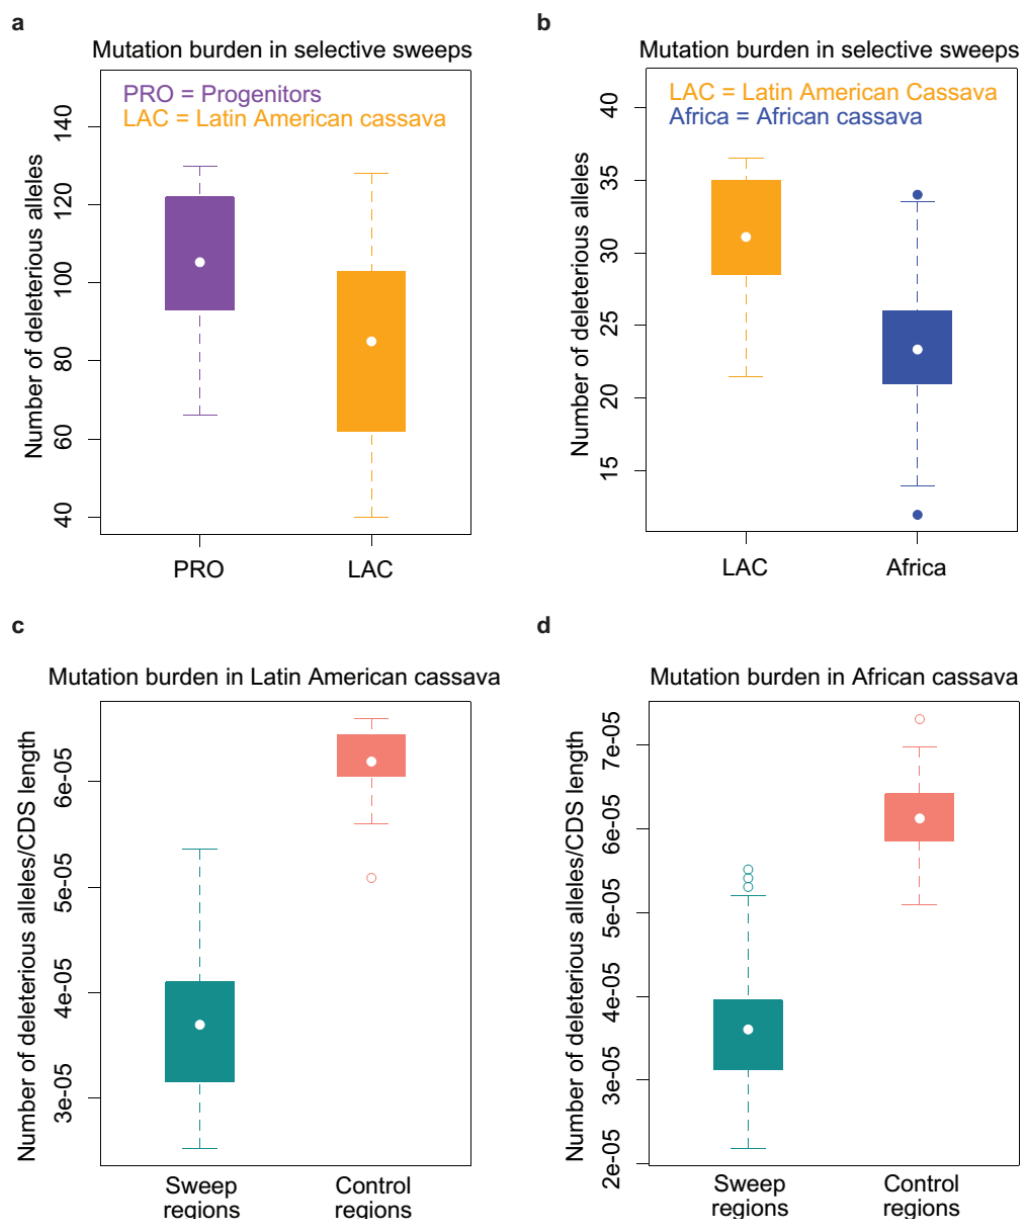 a
Mutation burden in selective sweeps
PRO = Progenitors
LAC = Latin American cassava
Number of deleterious alleles
140
120
100
80
60
40
PRO
LAC
b
Mutation burden in selective sweeps
LAC = Latin American Cassava
Africa = African cassava
Number of deleterious alleles
40
35
30
25
20
15
LAC
Africa
c
Mutation burden in Latin American cassava
Number of deleterious alleles/CDS length
6e-05
5e-05
4e-05
3e-05
Sweep
regions
Control
regions
d
Mutation burden in African cassava
Number of deleterious alleles/CDS length
7e-05
6e-05
5e-05
4e-05
3e-05
2e-05
Sweep
regions
Control
regions